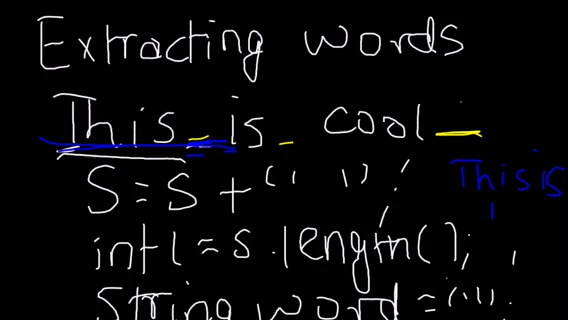 Extracting words
This is cool
S = S + (' ');
This is
int l = s.length();
String word = (" ");